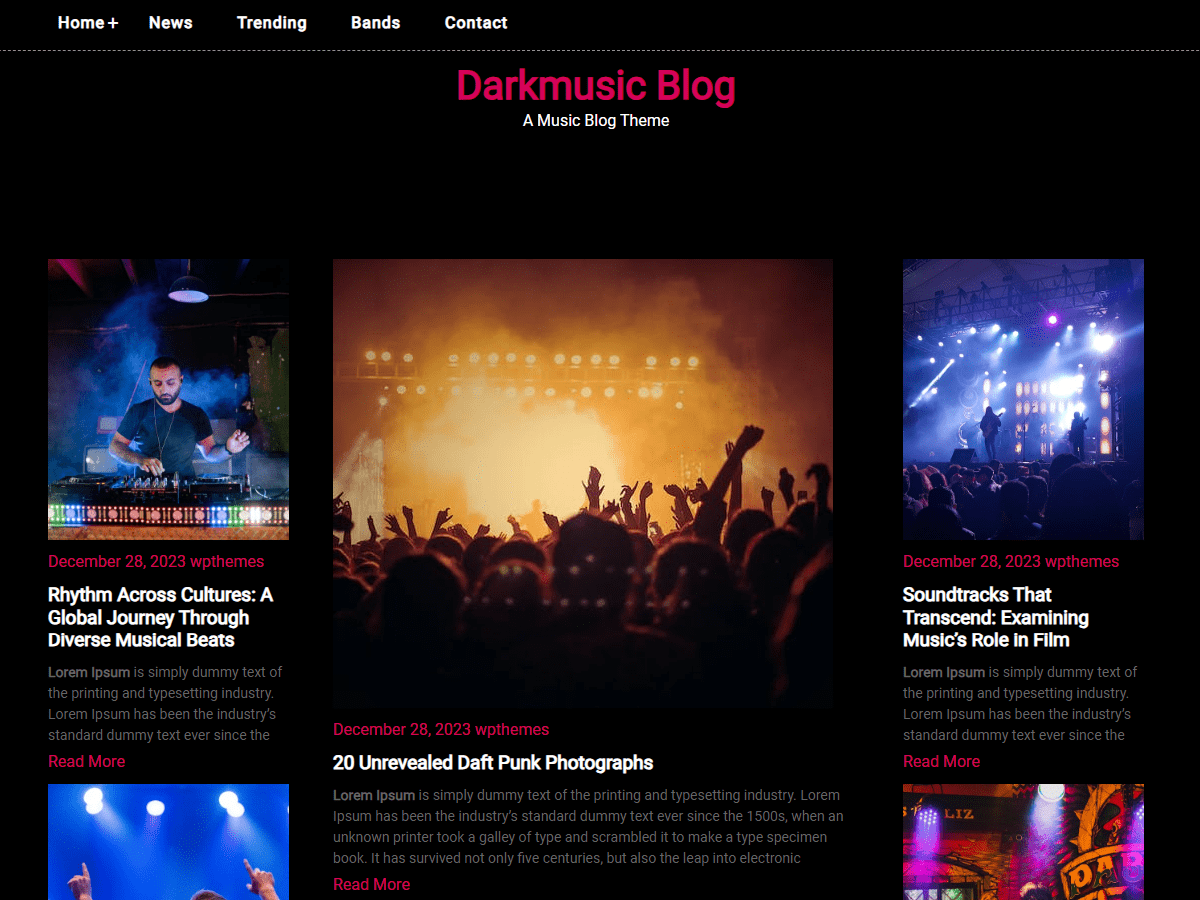 Home +
News
Trending
Bands
Contact
Darkmusic Blog
A Music Blog Theme
December 28, 2023 wpthemes
Rhythm Across Cultures: A
Global Journey Through
Diverse Musical Beats
Lorem Ipsum is simply dummy text of
the printing and typesetting industry.
Lorem Ipsum has been the industry’s
standard dummy text ever since the
Read More
December 28, 2023 wpthemes
20 Unrevealed Daft Punk Photographs
Lorem Ipsum is simply dummy text of the printing and typesetting industry. Lorem
Ipsum has been the industry’s standard dummy text ever since the 1500s, when an
unknown printer took a galley of type and scrambled it to make a type specimen
book. It has survived not only five centuries, but also the leap into electronic
Read More
December 28, 2023 wpthemes
Soundtracks That
Transcend: Examining
Music’s Role in Film
Lorem Ipsum is simply dummy text of
the printing and typesetting industry.
Lorem Ipsum has been the industry’s
standard dummy text ever since the
Read More
LIZ